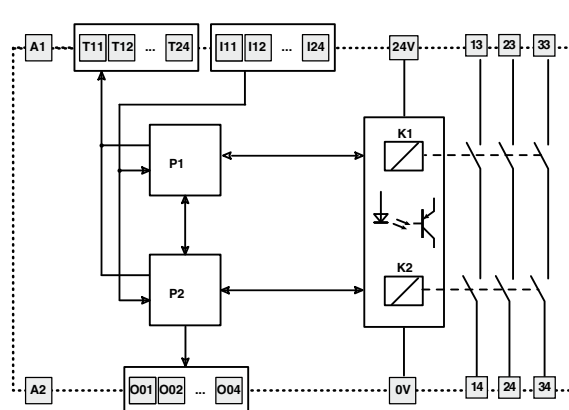 A1 T11 T12 ... T24 I11 I12 ... I24 24V 13 23 33
K1
P1
K2
P2
A2 O01 O02 ... O04 0V 14 24 34